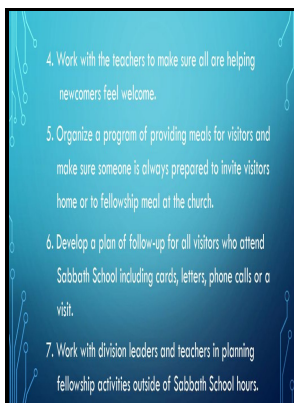 4. Work with the teachers to make sure all are helping
newcomers feel welcome.
5. Organize a program of providing meals for visitors and
make sure someone is always prepared to invite visitors
home or to fellowship meal at the church.
6. Develop a plan of follow-up for all visitors who attend
Sabbath School including cards, letters, phone calls or a
visit.
7. Work with division leaders and teachers in planning
fellowship activities outside of Sabbath School hours.